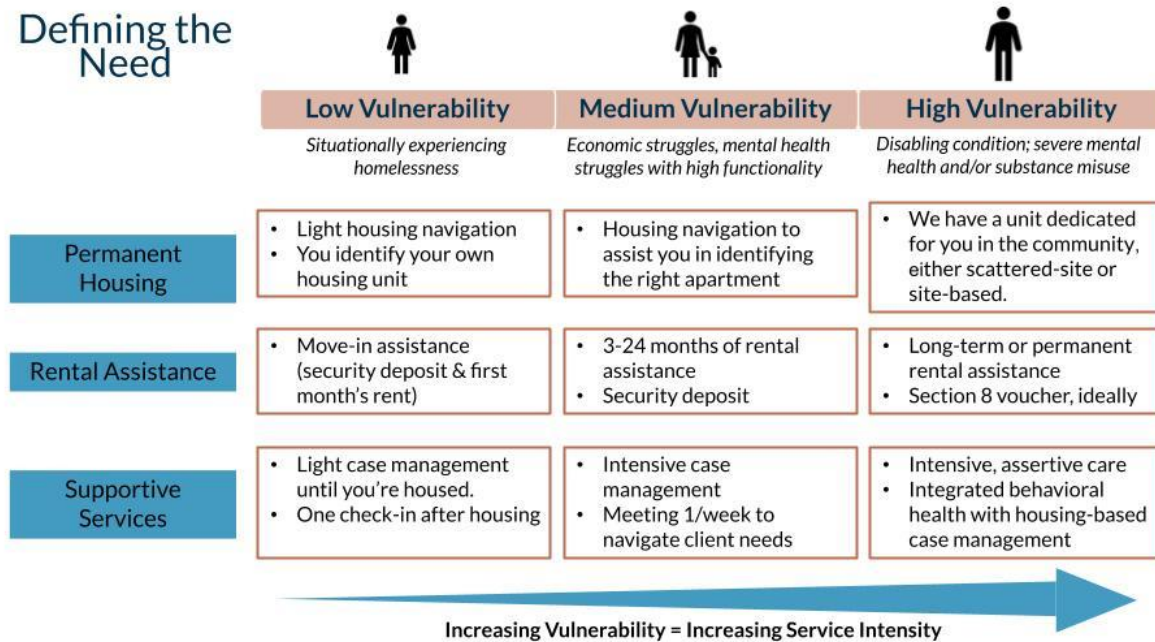 Defining the
Need
Low Vulnerability
Medium Vulnerability
High Vulnerability
Situationally experiencing
homelessness
Economic struggles, mental health
struggles with high functionality
Disabling condition; severe mental
health and/or substance misuse
Permanent
Housing
• Light housing navigation
• You identify your own
housing unit
• Housing navigation to
assist you in identifying
the right apartment
• We have a unit dedicated
for you in the community,
either scattered-site or
site-based.
Rental Assistance
• Move-in assistance
(security deposit & first
month's rent)
• 3-24 months of rental
assistance
• Security deposit
• Long-term or permanent
rental assistance
• Section 8 voucher, ideally
Supportive
Services
• Light case management
until you're housed.
• One check-in after housing
• Intensive case
management
• Meeting 1/week to
navigate client needs
• Intensive, assertive care
• Integrated behavioral
health with housing-based
case management
Increasing Vulnerability = Increasing Service Intensity